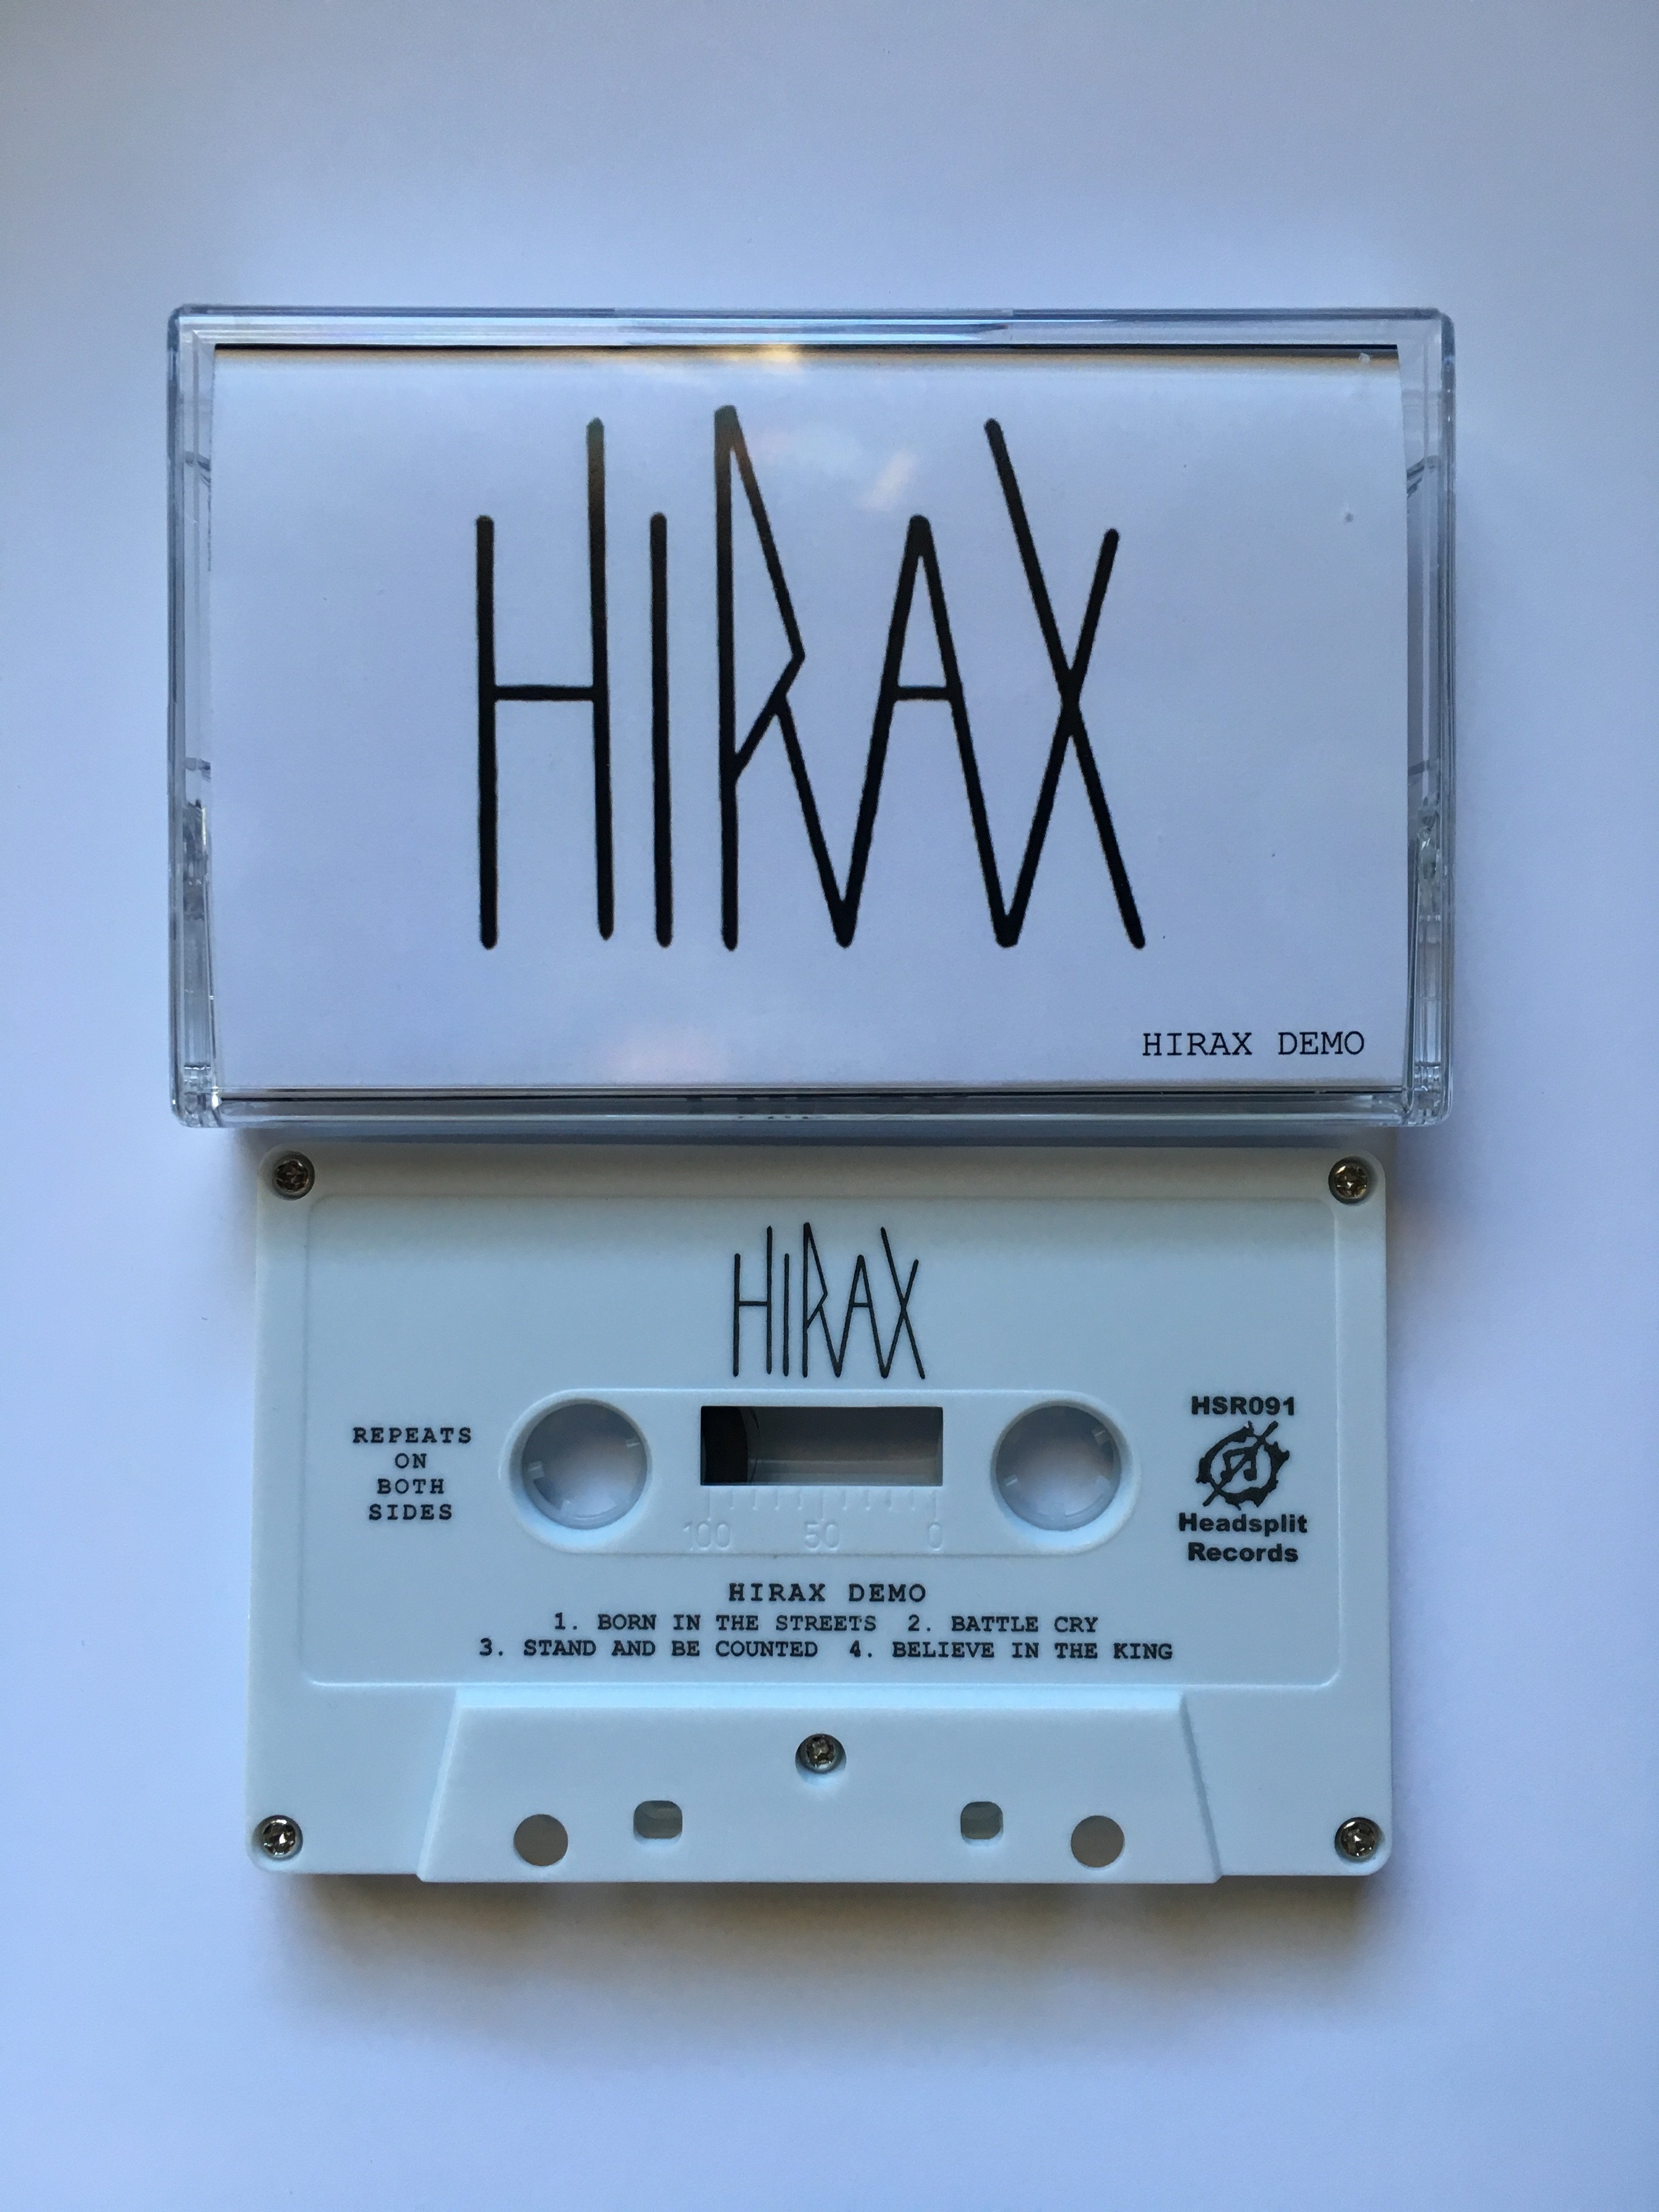 HIRAX
HIRAX DEMO
HIRAX
REPEATS
ON
BOTH
SIDES
HSR091
Headsplit
Records
100 50 0
HIRAX DEMO
1. BORN IN THE STREETS 2. BATTLE CRY
3. STAND AND BE COUNTED 4. BELIEVE IN THE KING